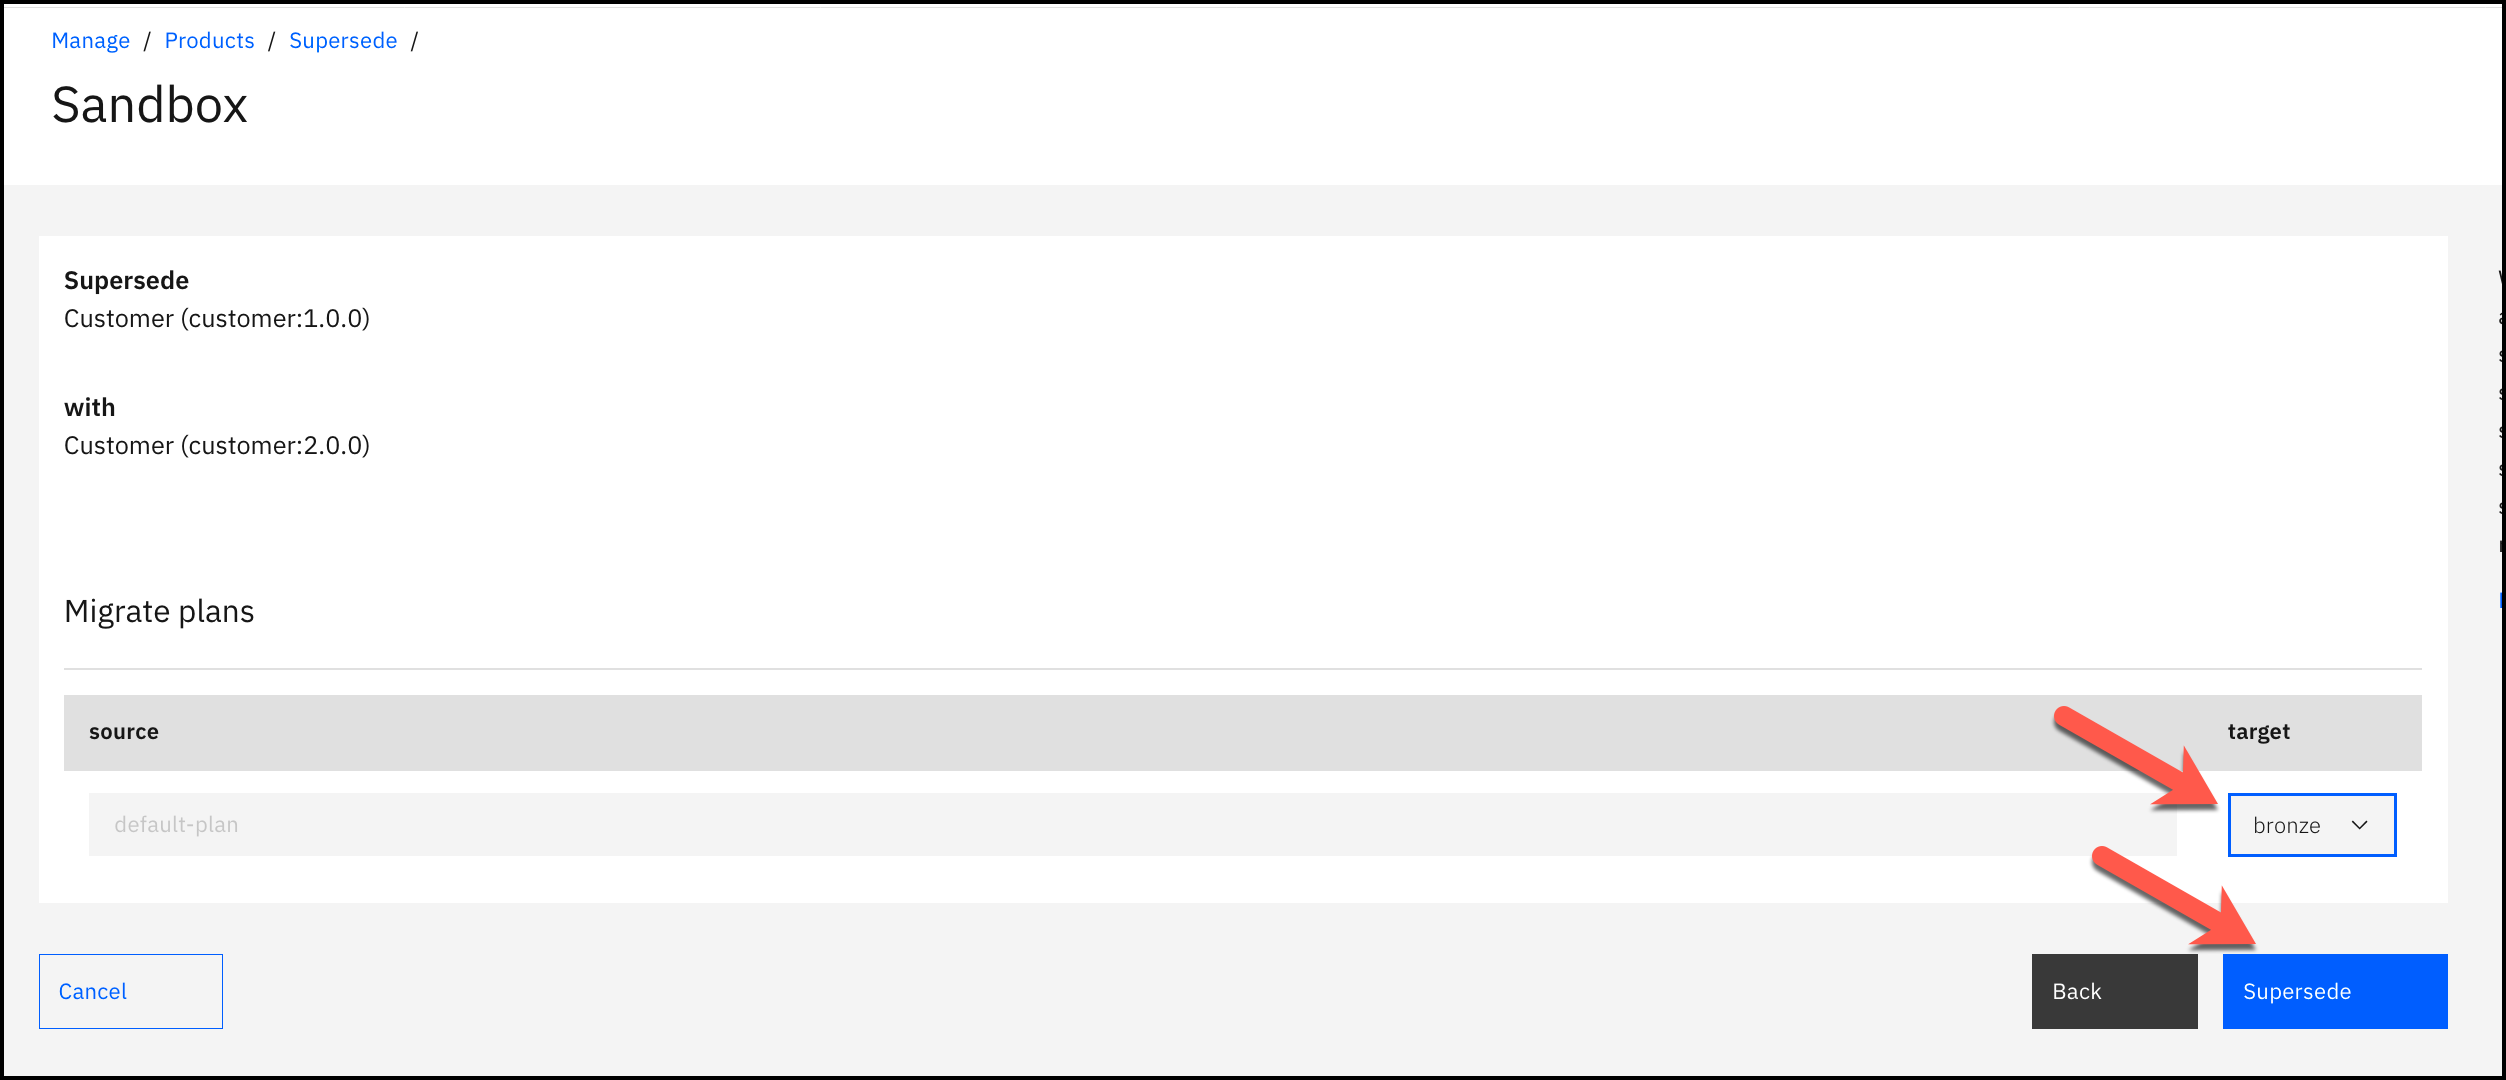 Manage / Products / Supersede /
Sandbox
Supersede
Customer (customer:1.0.0)
with
Customer (customer:2.0.0)
Migrate plans
source target
default-plan bronze
Cancel Back Supersede